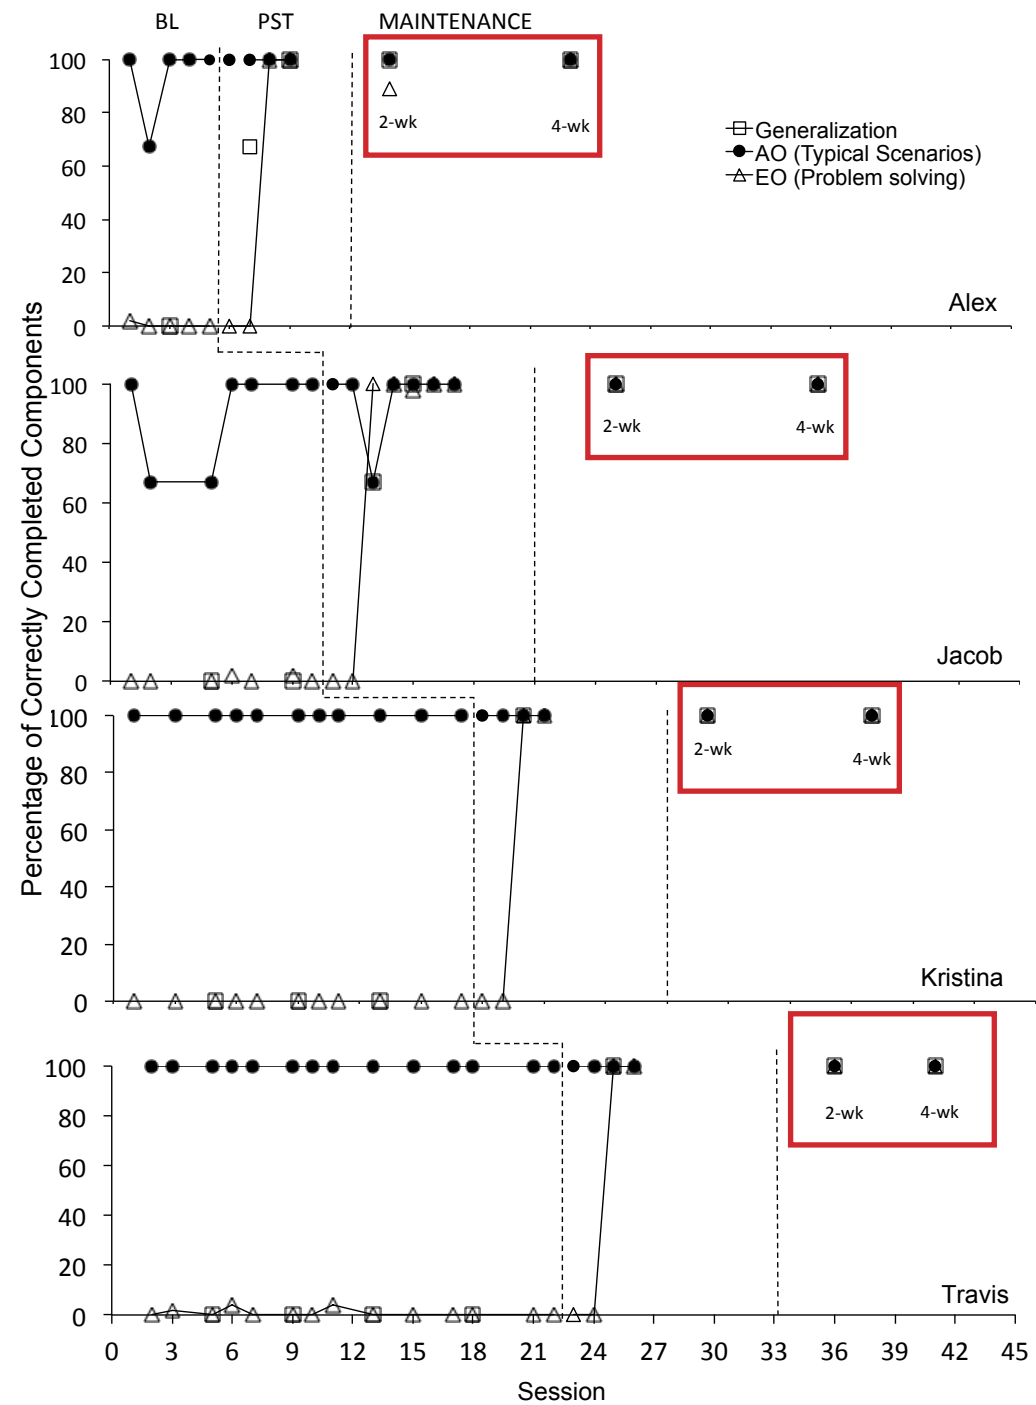 BL PST MAINTENANCE
100
80
60
40
20
0
2-wk 4-wk
Generalization
AO (Typical Scenarios)
EO (Problem solving)
Alex
100
80
60
40
20
0
2-wk 4-wk
Jacob
100
80
60
40
20
0
2-wk 4-wk
Kristina
100
80
60
40
20
0
2-wk 4-wk
Travis
Percentage of Correctly Completed Components
0 3 6 9 12 15 18 21 24 27 30 33 36 39 42 45
Session